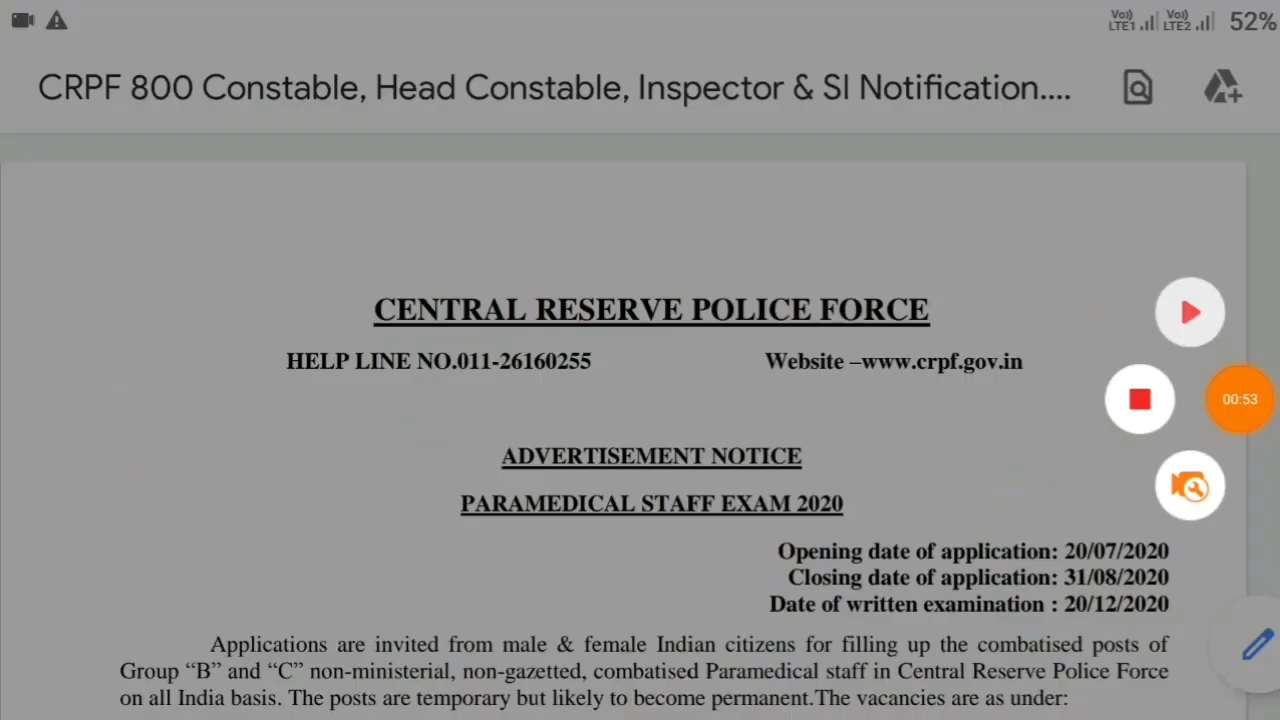 Vo)) LTE1 Vo)) LTE2 52%
CRPF 800 Constable, Head Constable, Inspector & SI Notification....
CENTRAL RESERVE POLICE FORCE
HELP LINE NO.011-26160255 Website –www.crpf.gov.in
00:53
ADVERTISEMENT NOTICE
PARAMEDICAL STAFF EXAM 2020
Opening date of application: 20/07/2020
Closing date of application: 31/08/2020
Date of written examination : 20/12/2020
Applications are invited from male & female Indian citizens for filling up the combatised posts of
Group “B” and “C” non-ministerial, non-gazetted, combatised Paramedical staff in Central Reserve Police Force
on all India basis. The posts are temporary but likely to become permanent.The vacancies are as under: